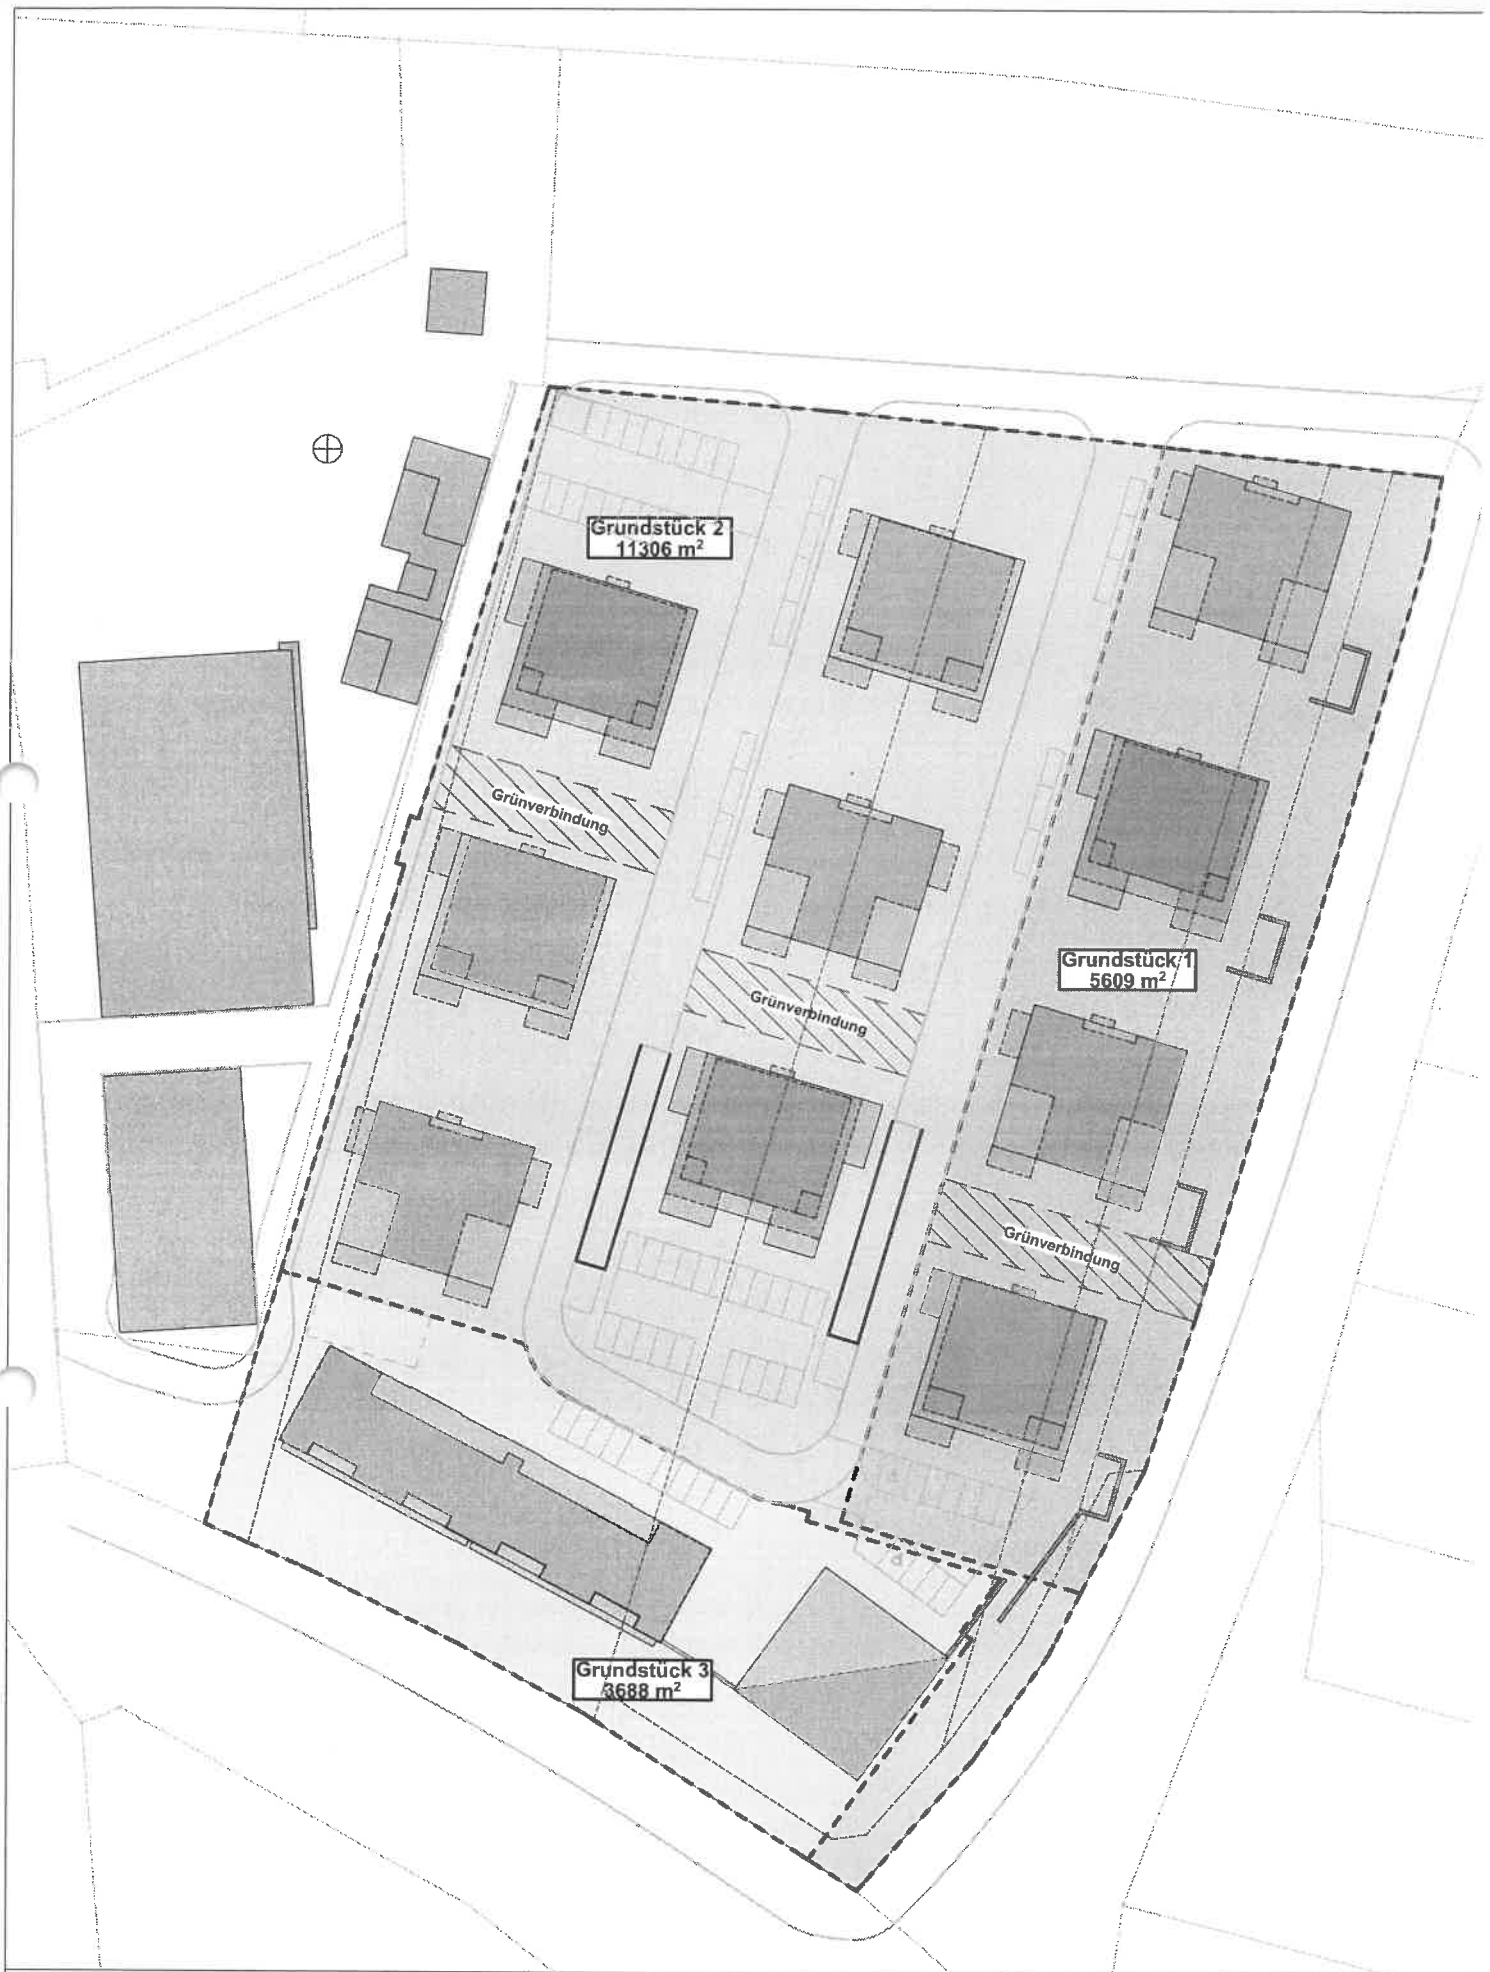 Grundstück 2
11306 m²
Grünverbindung
Grundstück 1
5609 m²
Grünverbindung
Grünverbindung
P
Grundstück 3
3688 m²